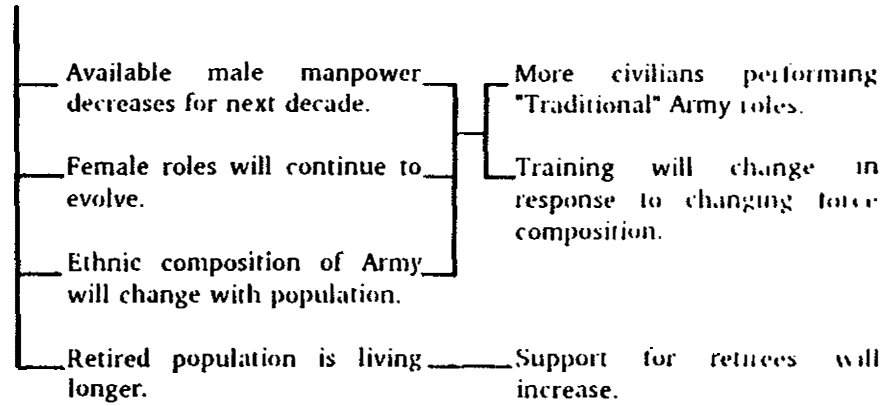 Available male manpower
decreases for next decade.
Female roles will continue to
evolve.
Ethnic composition of Army
will change with population.
Retired population is living
longer.
More civilians performing
"Traditional" Army roles.
Training will change in
response to changing force
composition.
Support for retirees will
increase.